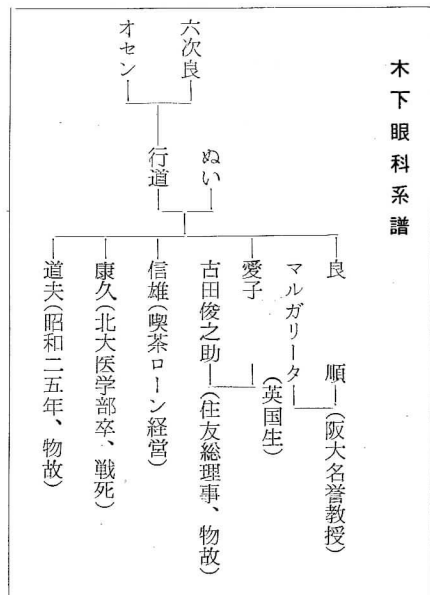 木下眼科系譜
六次良
オセン
ぬい
行道
良
順(阪大名誉教授)
マルガリータ
(英国生)
愛子
古田俊之助(住友総理事、物故)
信雄(喫茶ローン経営)
康久(北大医学部卒、戦死)
道夫(昭和二五年、物故)